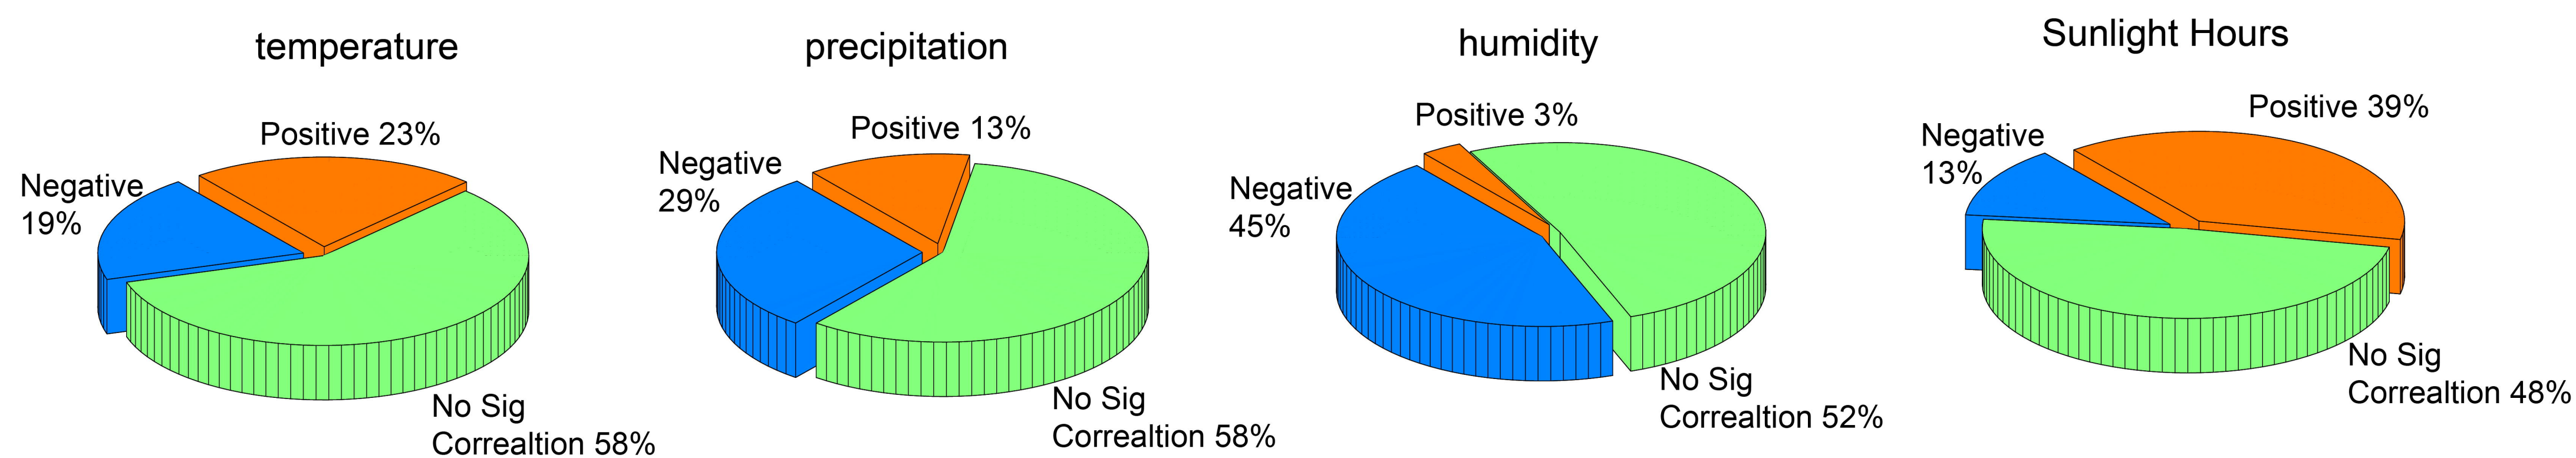 temperature
Positive 23%
Negative
19%
No Sig
Correaltion 58%
precipitation
Positive 13%
Negative
29%
No Sig
Correaltion 58%
humidity
Positive 3%
Negative
45%
No Sig
Correaltion 52%
Sunlight Hours
Positive 39%
Negative
13%
No Sig
Correaltion 48%